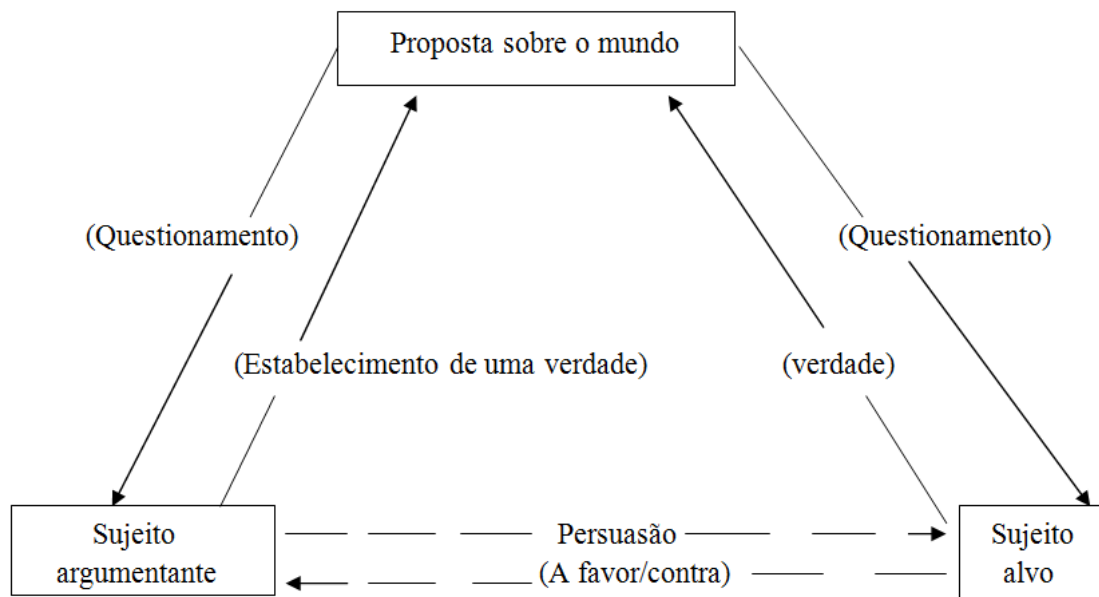 Proposta sobre o mundo
(Questionamento)
(Questionamento)
(Estabelecimento de uma verdade)
(verdade)
Sujeito
argumentante
Persuasão
(A favor/contra)
Sujeito
alvo